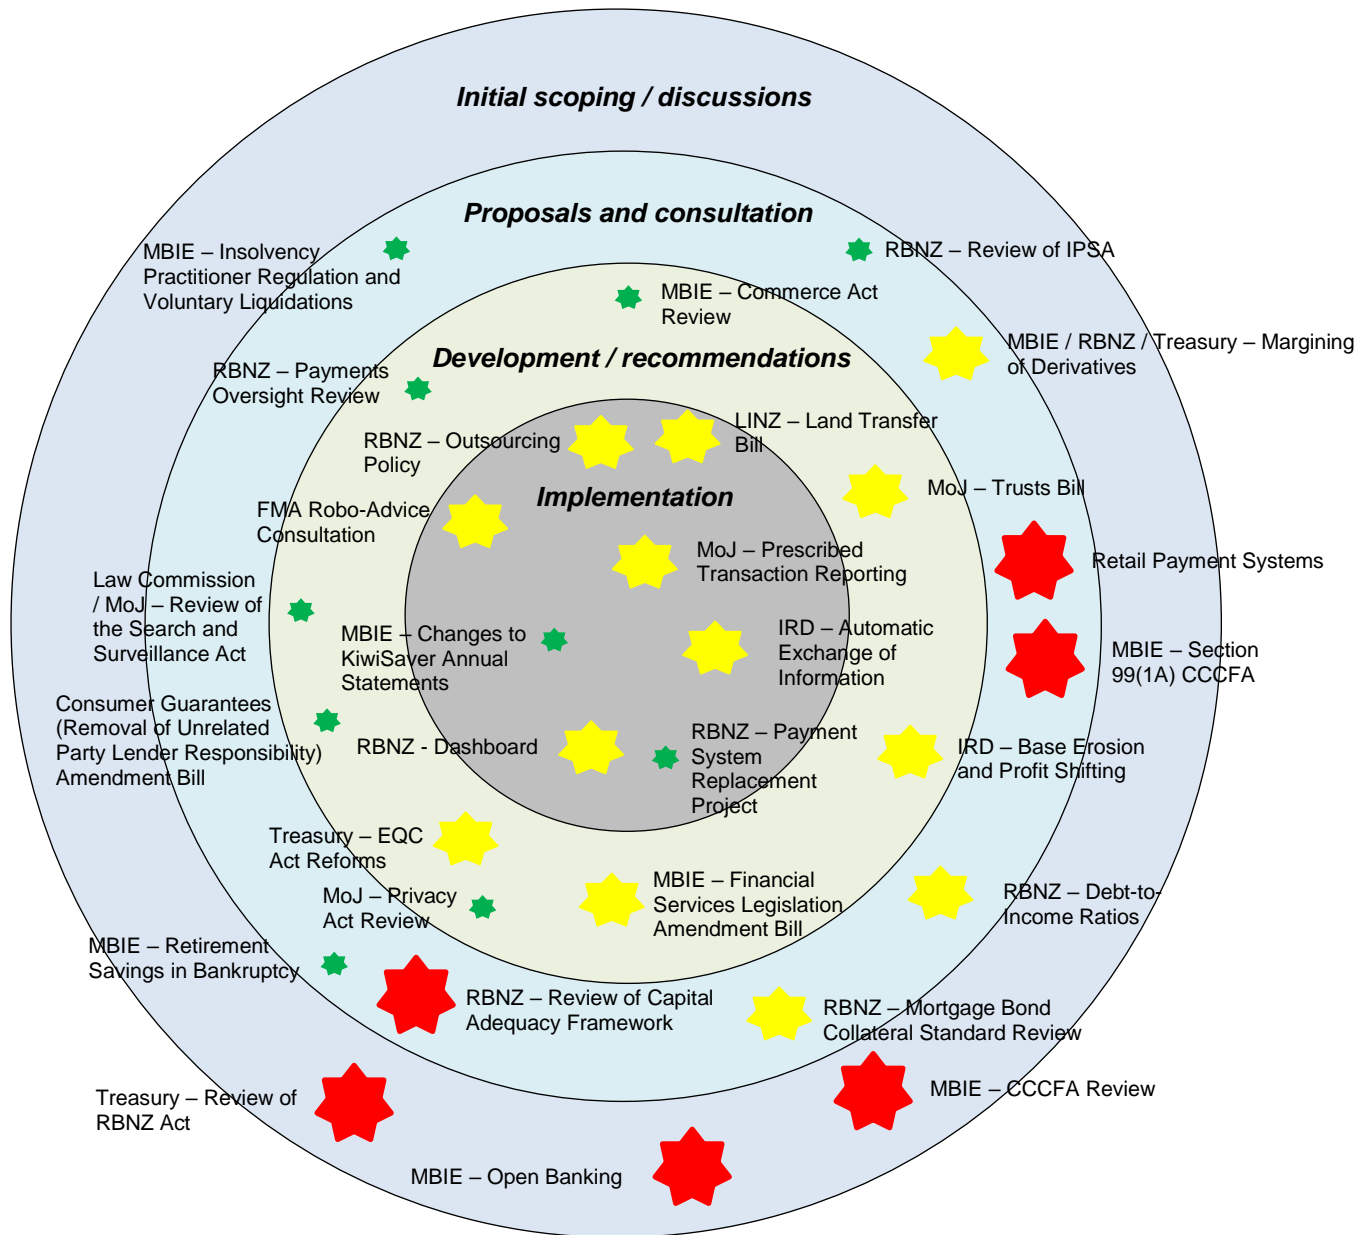 Initial scoping / discussions
Proposals and consultation
MBIE – Insolvency
Practitioner Regulation and
Voluntary Liquidations
RBNZ – Review of IPSA
MBIE – Commerce Act
Review
MBIE / RBNZ / Treasury – Margining
of Derivatives
Development / recommendations
RBNZ – Payments
Oversight Review
LINZ – Land Transfer
Bill
RBNZ – Outsourcing
Policy
MoJ – Trusts Bill
Implementation
FMA Robo-Advice
Consultation
MoJ – Prescribed
Transaction Reporting
Retail Payment Systems
Law Commission
/ MoJ – Review of
the Search and
Surveillance Act
MBIE – Changes to
KiwiSaver Annual
Statements
IRD – Automatic
Exchange of
Information
MBIE – Section
99(1A) CCCFA
Consumer Guarantees
(Removal of Unrelated
Party Lender Responsibility)
Amendment Bill
RBNZ - Dashboard
RBNZ – Payment
System
Replacement
Project
IRD – Base Erosion
and Profit Shifting
Treasury – EQC
Act Reforms
MBIE – Financial
Services Legislation
Amendment Bill
RBNZ – Debt-to-
Income Ratios
MoJ – Privacy
Act Review
MBIE – Retirement
Savings in Bankruptcy
RBNZ – Review of Capital
Adequacy Framework
RBNZ – Mortgage Bond
Collateral Standard Review
Treasury – Review of
RBNZ Act
MBIE – CCCFA Review
MBIE – Open Banking